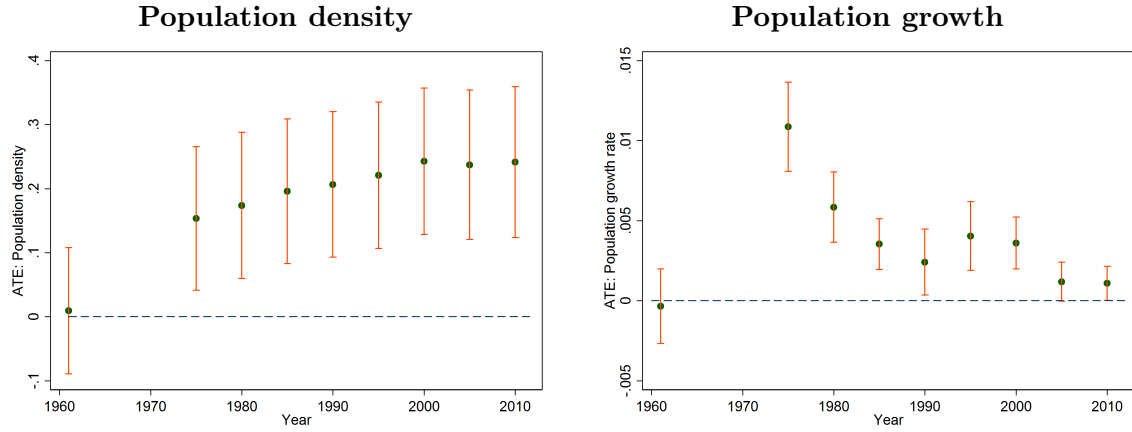 Population density
ATE: Population density
.4
.3
.2
.1
0
-.1
1960 1970 1980 1990 2000 2010
Year
Population growth
ATE: Population growth rate
.015
.01
.005
0
-.005
1960 1970 1980 1990 2000 2010
Year